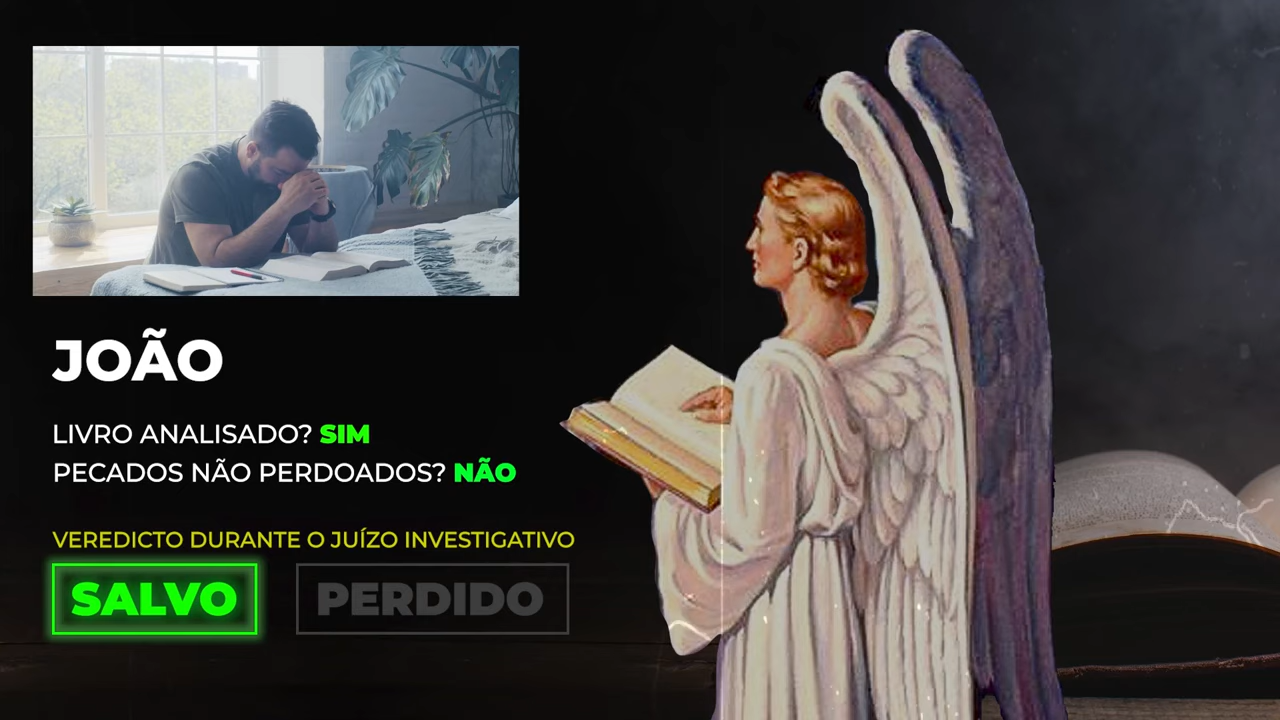 JOÃO
LIVRO ANALISADO? SIM
PECADOS NÃO PERDOADOS? NÃO
VEREDICTO DURANTE O JUÍZO INVESTIGATIVO
SALVO PERDIDO